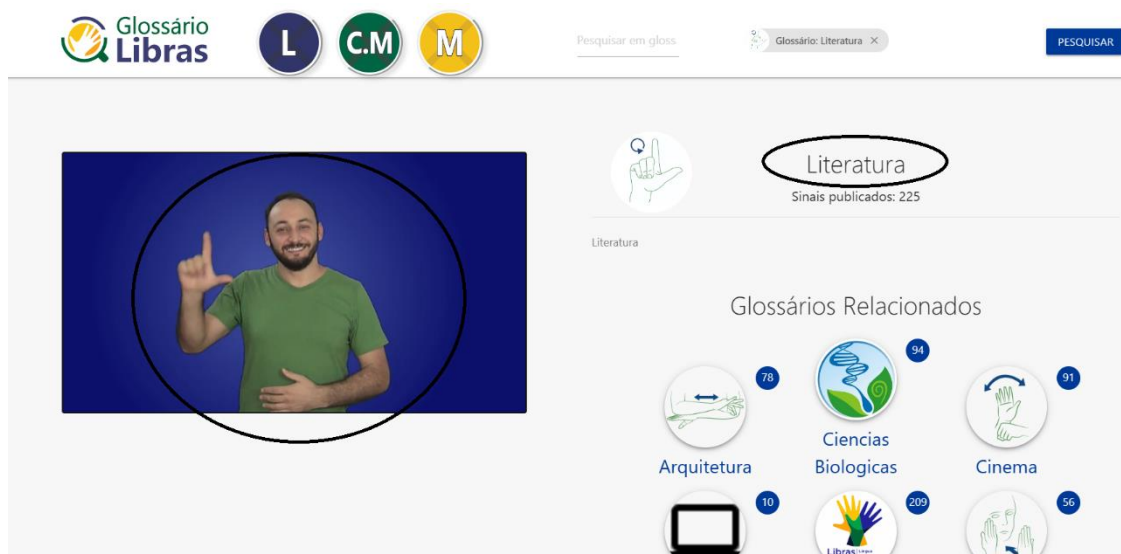 Glossário
Libras
L
C.M
M
Pesquisar em gloss
Glossário: Literatura ×
PESQUISAR
Literatura
Sinais publicados: 225
Literatura
Glossários Relacionados
78
94
91
Arquitetura
Ciencias
Biologicas
Cinema
10
209
56
Libras